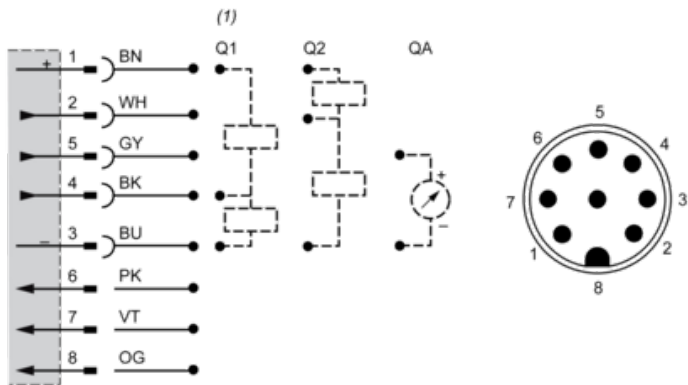 (1)
Q1 Q2 QA
+ 1 BN
2 WH
5 GY
4 BK
– 3 BU
6 PK
7 VT
8 OG
+
–
5
6 4
7 3
1 2
8